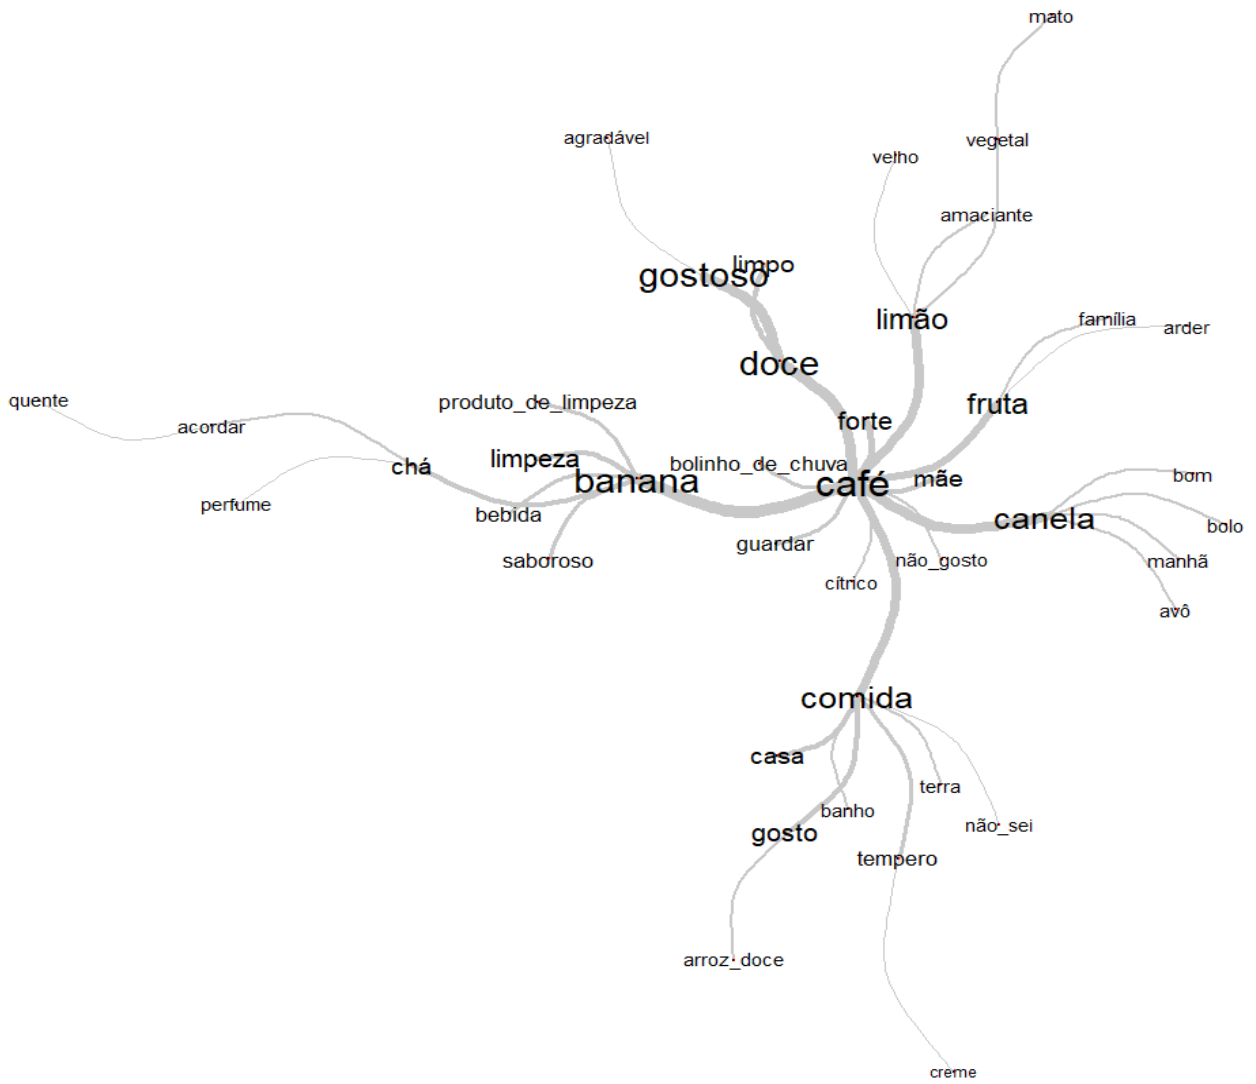 mato
agradável
vegetal
velho
amaciante
limpo
gostoso
limão
família
arder
doce
quente
produto_de_limpeza
fruta
acordar
forte
limpeza
bolinho_de_chuva
chá
banana
café
mãe
bom
perfume
bebida
canela
bolo
guardar
saboroso
não_gosto
manhã
cítrico
avô
comida
casa
terra
banho
não_sei
gosto
tempero
arroz_doce
creme